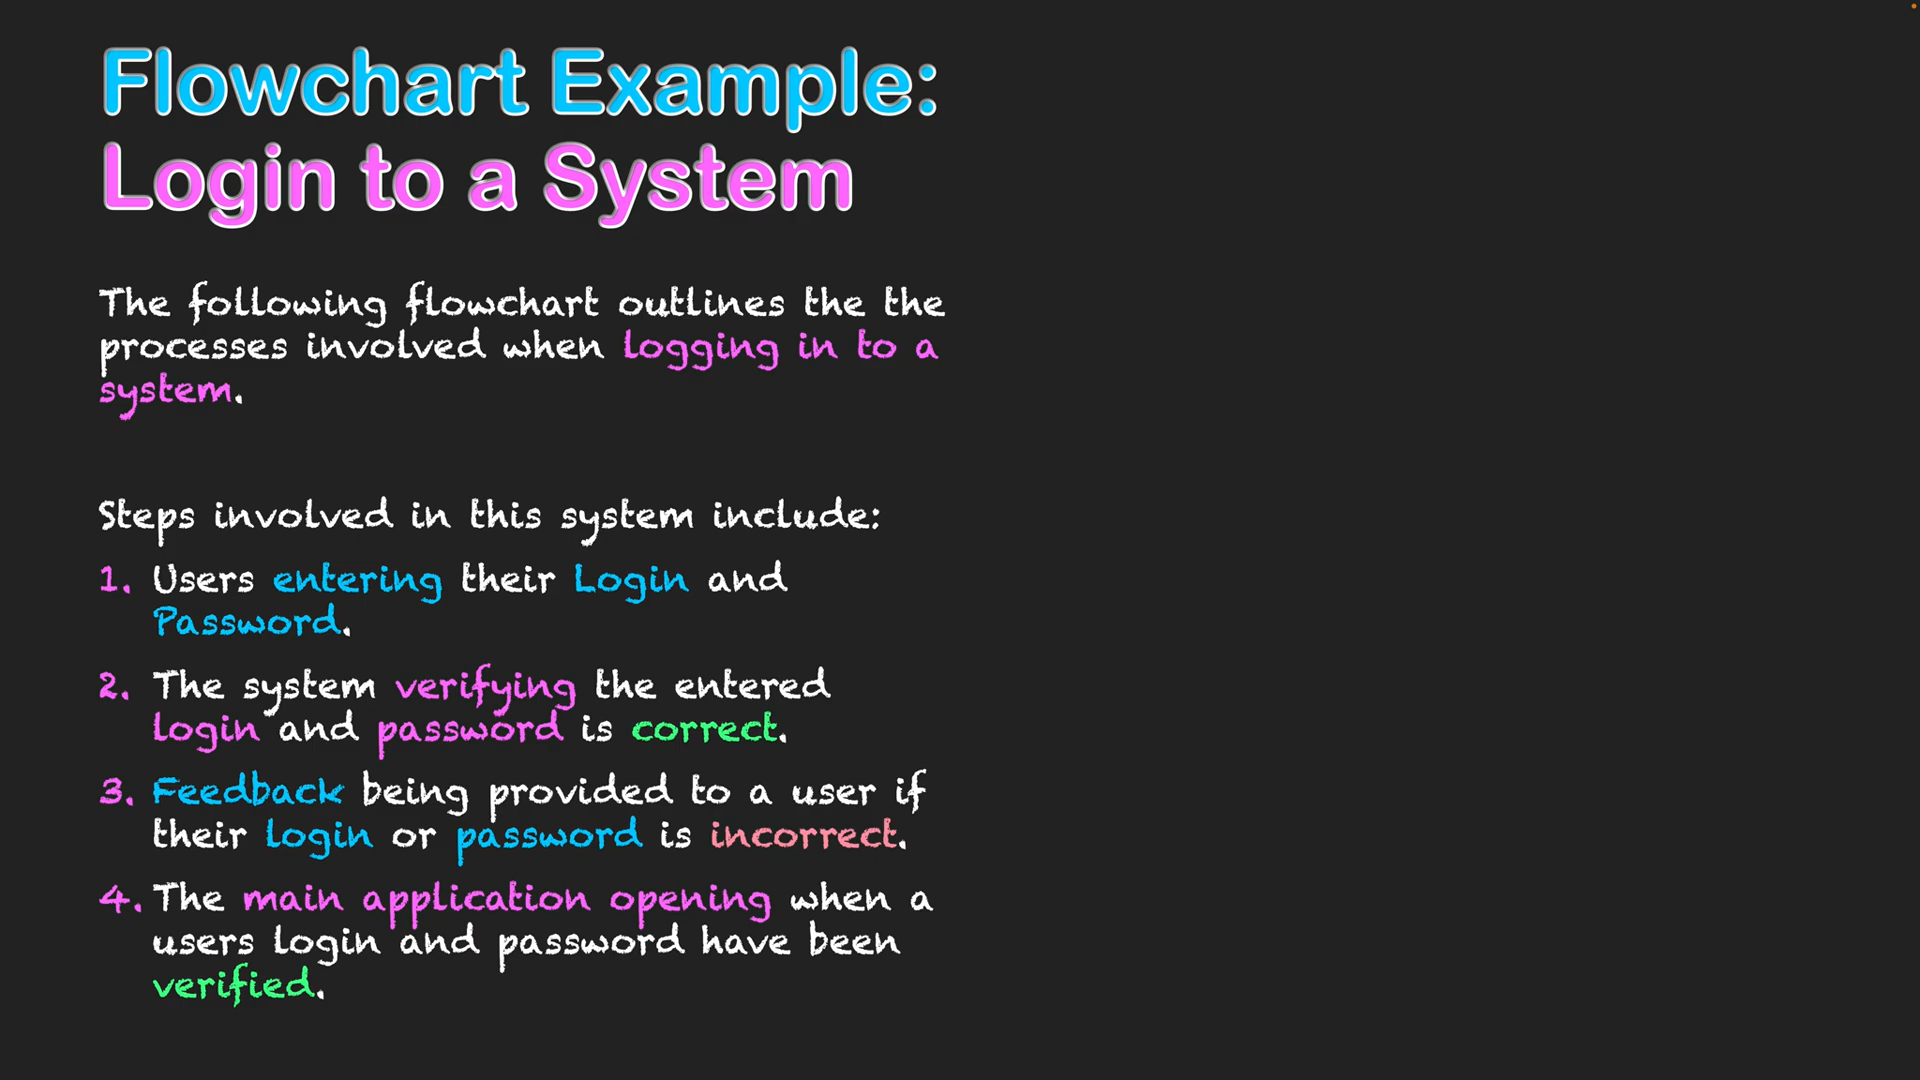 Flowchart Example:
Login to a System
The following flowchart outlines the the
processes involved when logging in to a
system.
Steps involved in this system include:
1. Users entering their Login and
Password.
2. The system verifying the entered
login and password is correct.
3. Feedback being provided to a user if
their login or password is incorrect.
4. The main application opening when a
users login and password have been
verified.